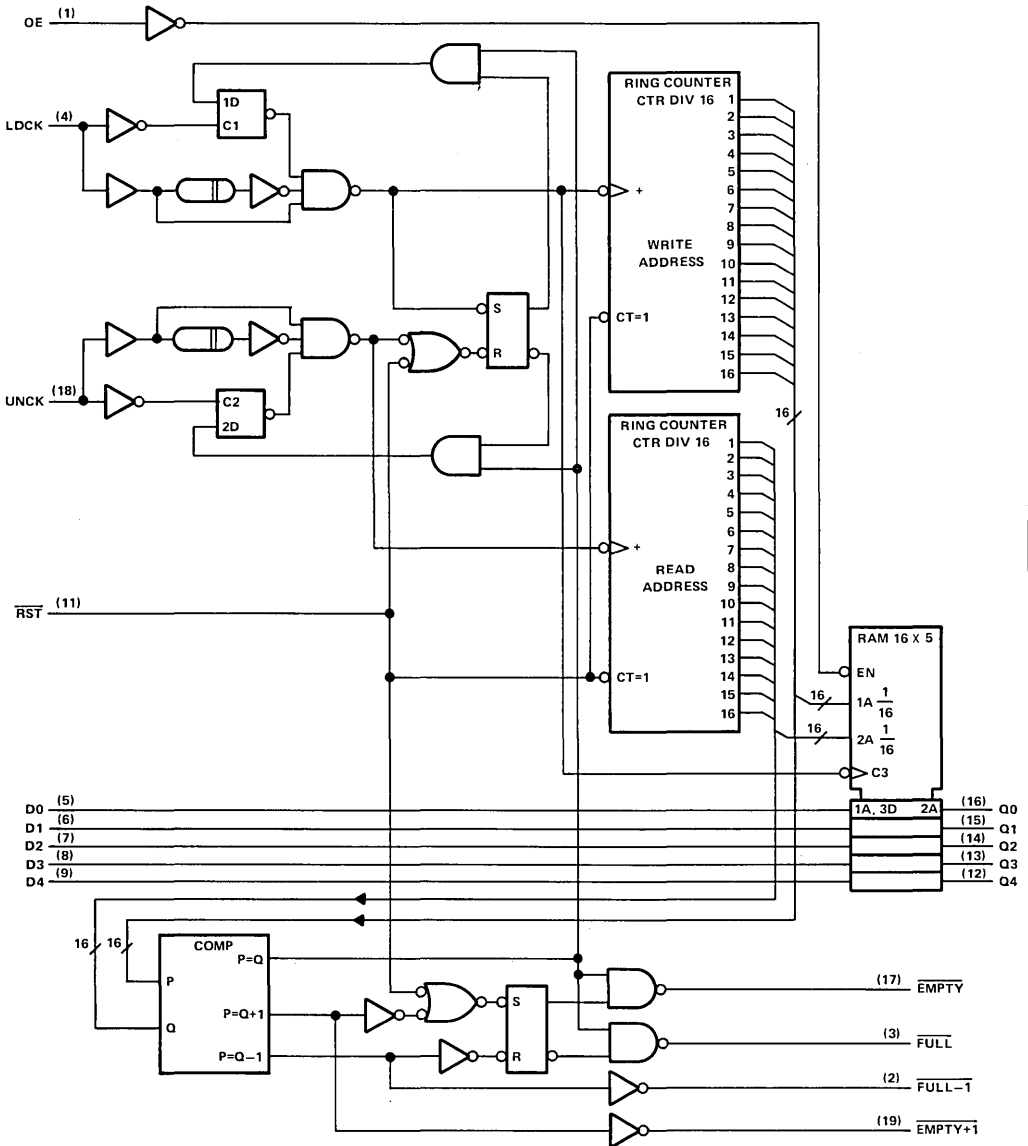 OE (1)
RING COUNTER
CTR DIV 16
1
2
3
4
5
6
7
8
9
10
11
12
13
14
15
16
+
WRITE
ADDRESS
CT=1
1D
C1
LDCK (4)
S
R
UNCK (18)
C2
2D
16
RING COUNTER
CTR DIV 16
1
2
3
4
5
6
7
8
9
10
11
12
13
14
15
16
+
READ
ADDRESS
CT=1
RST (11)
RAM 16 X 5
EN
16
1A 1/16
16
2A 1/16
C3
1A, 3D 2A
D0 (5)
D1 (6)
D2 (7)
D3 (8)
D4 (9)
(16) Q0
(15) Q1
(14) Q2
(13) Q3
(12) Q4
16
16
COMP
P=Q
P
P=Q+1
Q
P=Q−1
S
R
(17) EMPTY
(3) FULL
(2) FULL−1
(19) EMPTY+1